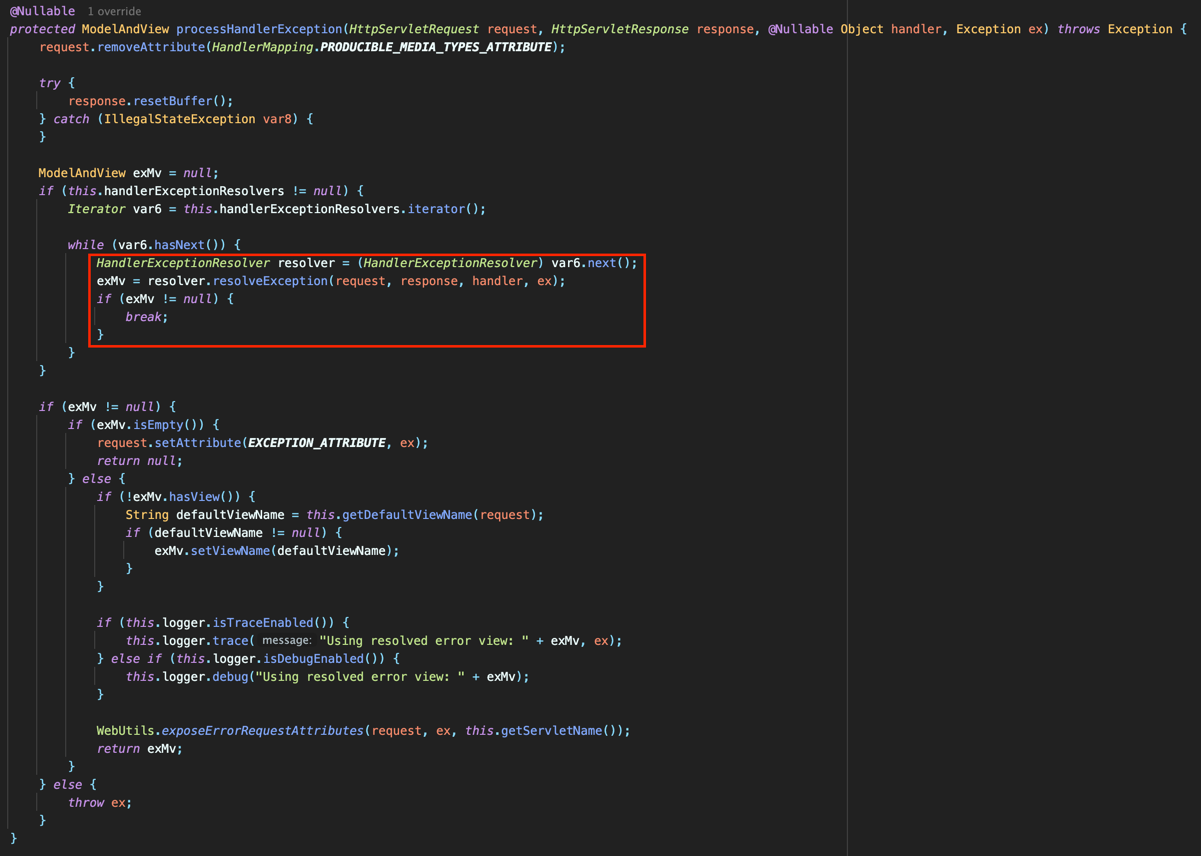 @Nullable 1 override
protected ModelAndView processHandlerException(HttpServletRequest request, HttpServletResponse response, @Nullable Object handler, Exception ex) throws Exception {
    request.removeAttribute(HandlerMapping.PRODUCIBLE_MEDIA_TYPES_ATTRIBUTE);
    try {
        response.resetBuffer();
    } catch (IllegalStateException var8) {
    }
    ModelAndView exMv = null;
    if (this.handlerExceptionResolvers != null) {
        Iterator var6 = this.handlerExceptionResolvers.iterator();
        while (var6.hasNext()) {
            HandlerExceptionResolver resolver = (HandlerExceptionResolver) var6.next();
            exMv = resolver.resolveException(request, response, handler, ex);
            if (exMv != null) {
                break;
            }
        }
    }
    if (exMv != null) {
        if (exMv.isEmpty()) {
            request.setAttribute(EXCEPTION_ATTRIBUTE, ex);
            return null;
        } else {
            if (!exMv.hasView()) {
                String defaultViewName = this.getDefaultViewName(request);
                if (defaultViewName != null) {
                    exMv.setViewName(defaultViewName);
                }
            }
            if (this.logger.isTraceEnabled()) {
                this.logger.trace( message: "Using resolved error view: " + exMv, ex);
            } else if (this.logger.isDebugEnabled()) {
                this.logger.debug("Using resolved error view: " + exMv);
            }
            WebUtils.exposeErrorRequestAttributes(request, ex, this.getServletName());
            return exMv;
        }
    } else {
        throw ex;
    }
}